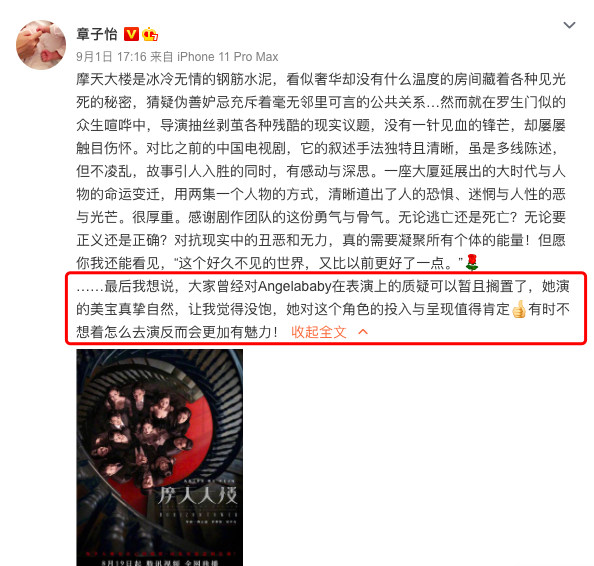 章子怡
9月1日 17:16 来自 iPhone 11 Pro Max
摩天大楼是冰冷无情的钢筋水泥，看似奢华却没有什么温度的房间藏着各种见光
死的秘密，猜疑伪善妒忌充斥着毫无邻里可言的公共关系…然而就在罗生门似的
众生喧哗中，导演抽丝剥茧各种残酷的现实议题，没有一针见血的锋芒，却屡屡
触目伤怀。对比之前的中国电视剧，它的叙述手法独特且清晰，虽是多线陈述，
但不凌乱，故事引人入胜的同时，有感动与深思。一座大厦延展出的大时代与人
物的命运变迁，用两集一个人物的方式，清晰道出了人的恐惧、迷惘与人性的恶
与光芒。很厚重。感谢剧作团队的这份勇气与骨气。无论逃亡还是死亡？无论要
正义还是正确？对抗现实中的丑恶和无力，真的需要凝聚所有个体的能量！但愿
你我还能看见，“这个好久不见的世界，又比以前更好了一点。”🌹
……最后我想说，大家曾经对Angelababy在表演上的质疑可以暂且搁置了，她演
的美宝真挚自然，让我觉得没饱，她对这个角色的投入与呈现值得肯定👍有时不
想着怎么去演反而会更加有魅力！ 收起全文
摩天大楼
8月19日起 腾讯视频 全网独播